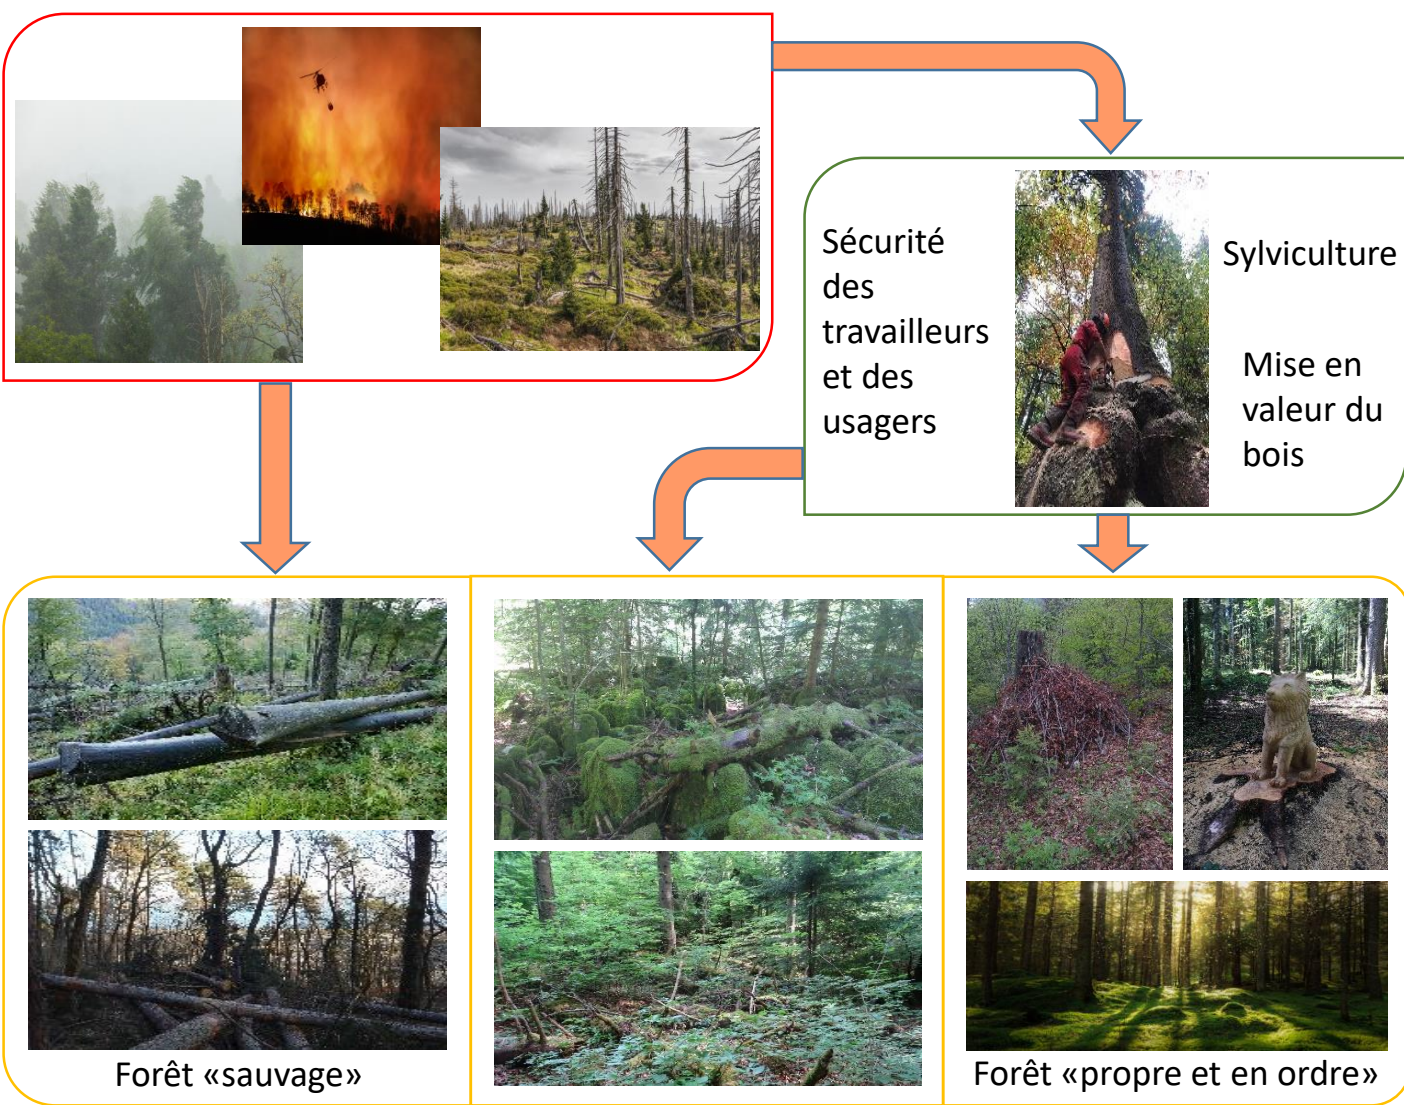 Sécurité
des
travailleurs
et des
usagers
Sylviculture
Mise en
valeur du
bois
Forêt «sauvage»
Forêt «propre et en ordre»